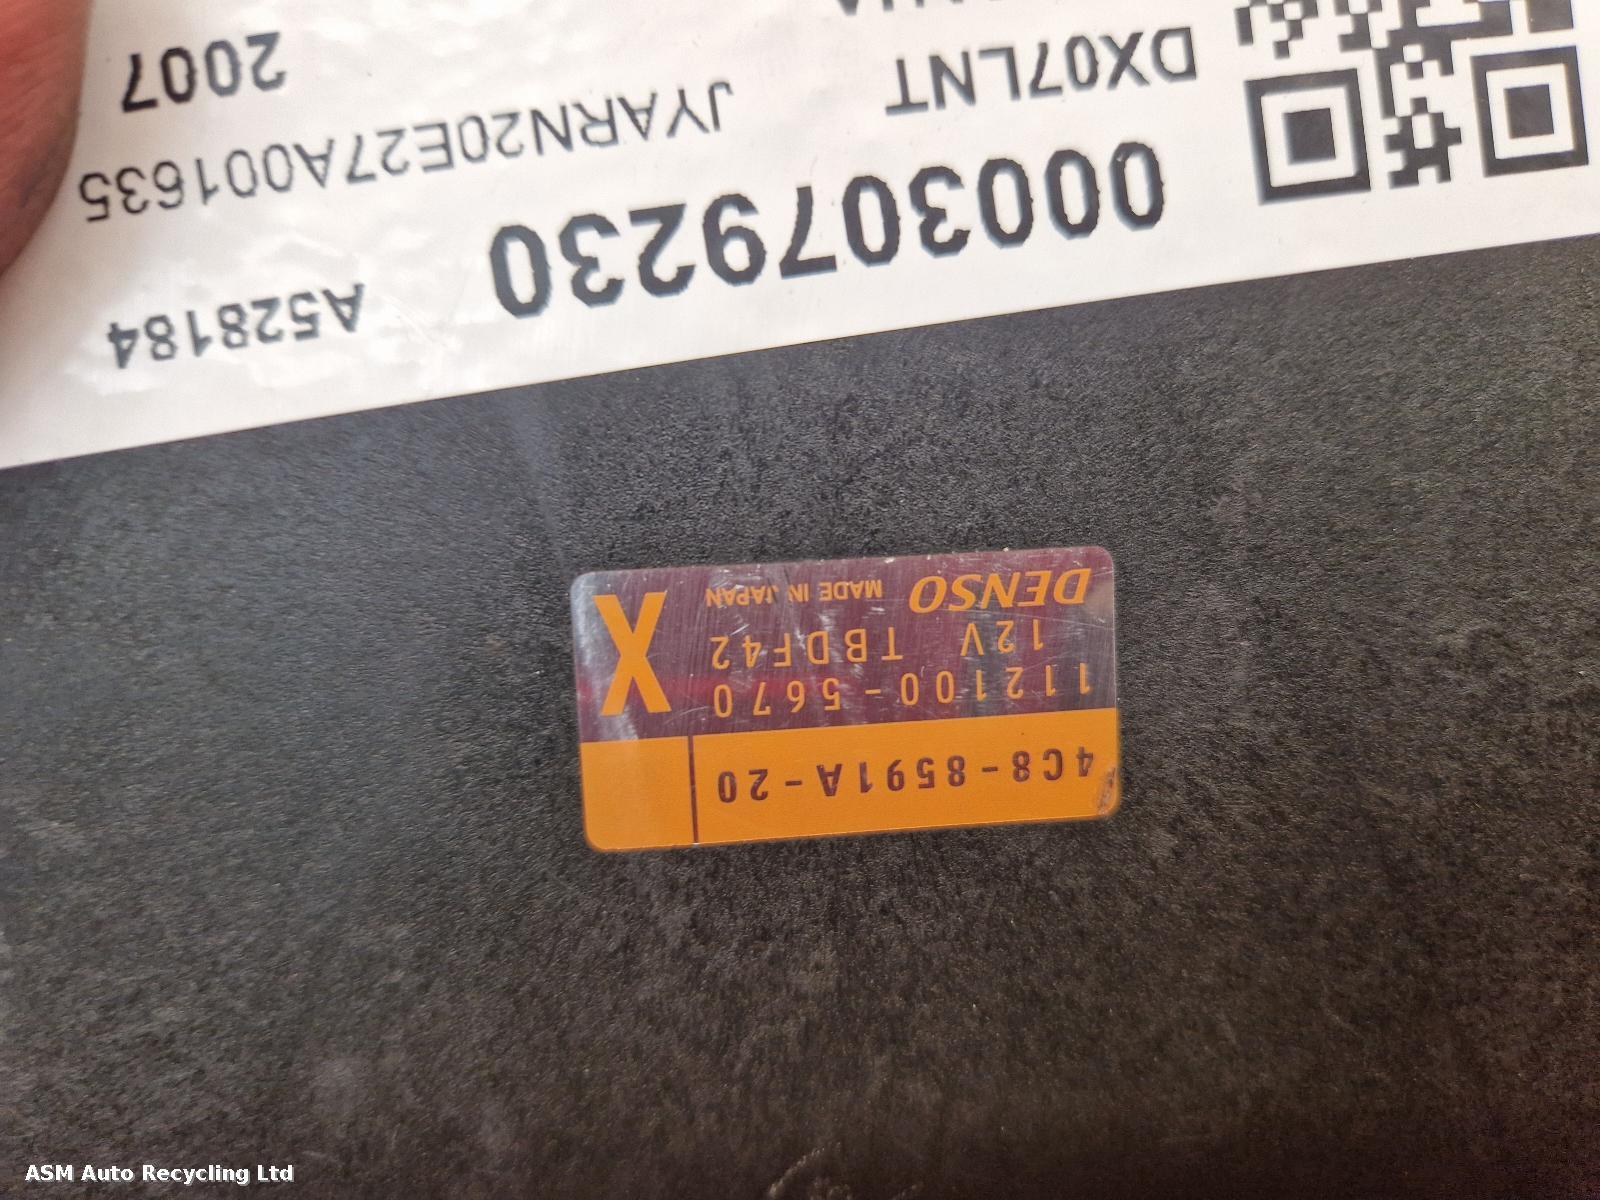 4C8-8591A-20
112100-5670
12V TBDF42
DENSO MADE IN JAPAN
X
A528184
0003079230
JYARN20E27A001635
DX07LNT
2007
ASM Auto Recycling Ltd